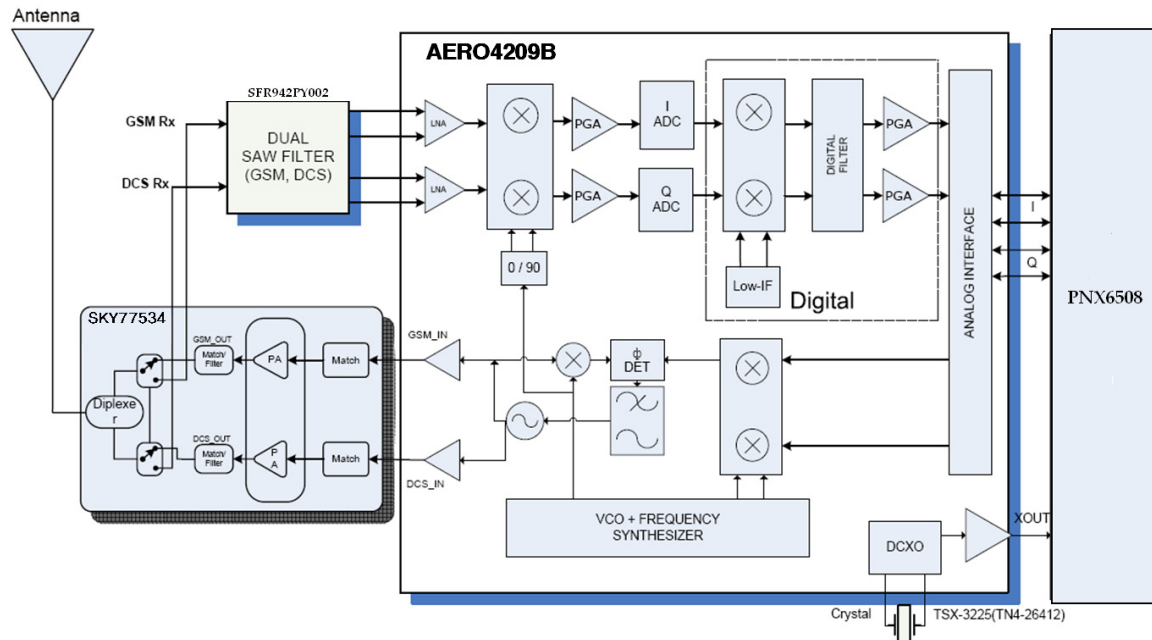 Antenna
AERO4209B
SFR942PY002
GSM Rx
DCS Rx
DUAL
SAW FILTER
(GSM, DCS)
LNA
LNA
PGA
PGA
I
ADC
Q
ADC
DIGITAL
FILTER
PGA
PGA
0 / 90
Low-IF
Digital
ANALOG INTERFACE
I
Q
PNX6508
SKY77534
GSM_OUT
Match/
Filter
PA
Match
GSM_IN
Diplexe
r
DCS_OUT
Match/
Filter
P
A
Match
DCS_IN
ф
DET
VCO + FREQUENCY
SYNTHESIZER
DCXO
XOUT
Crystal
TSX-3225(TN4-26412)